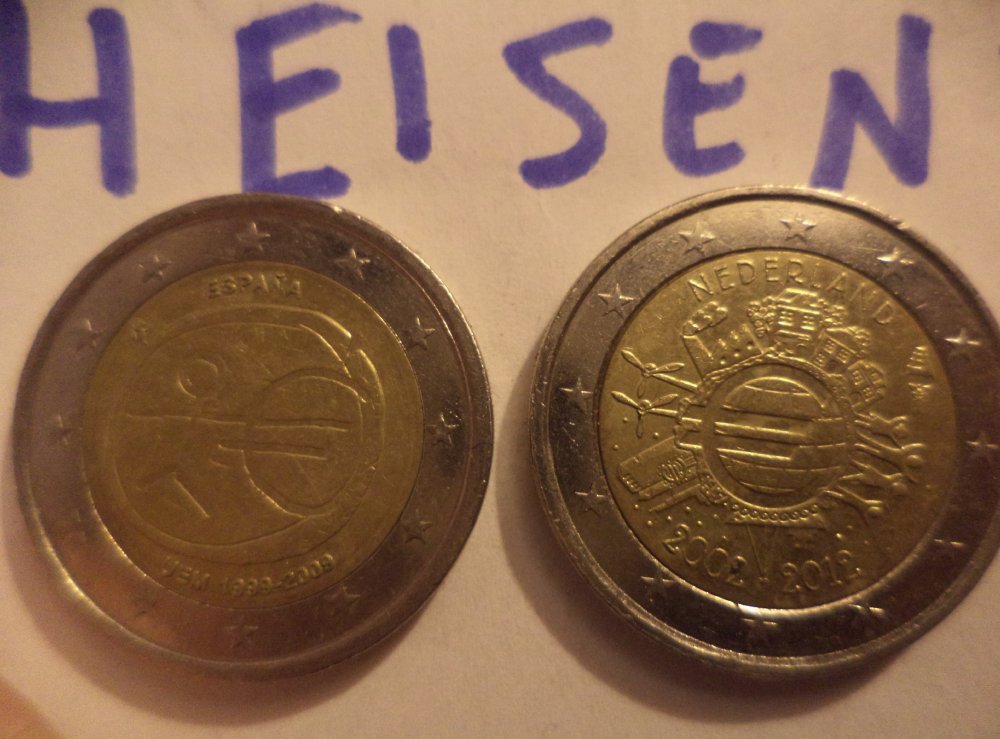 HEISEN
ESPAÑA
UEM 1999-2009
NEDERLAND
2002 2012